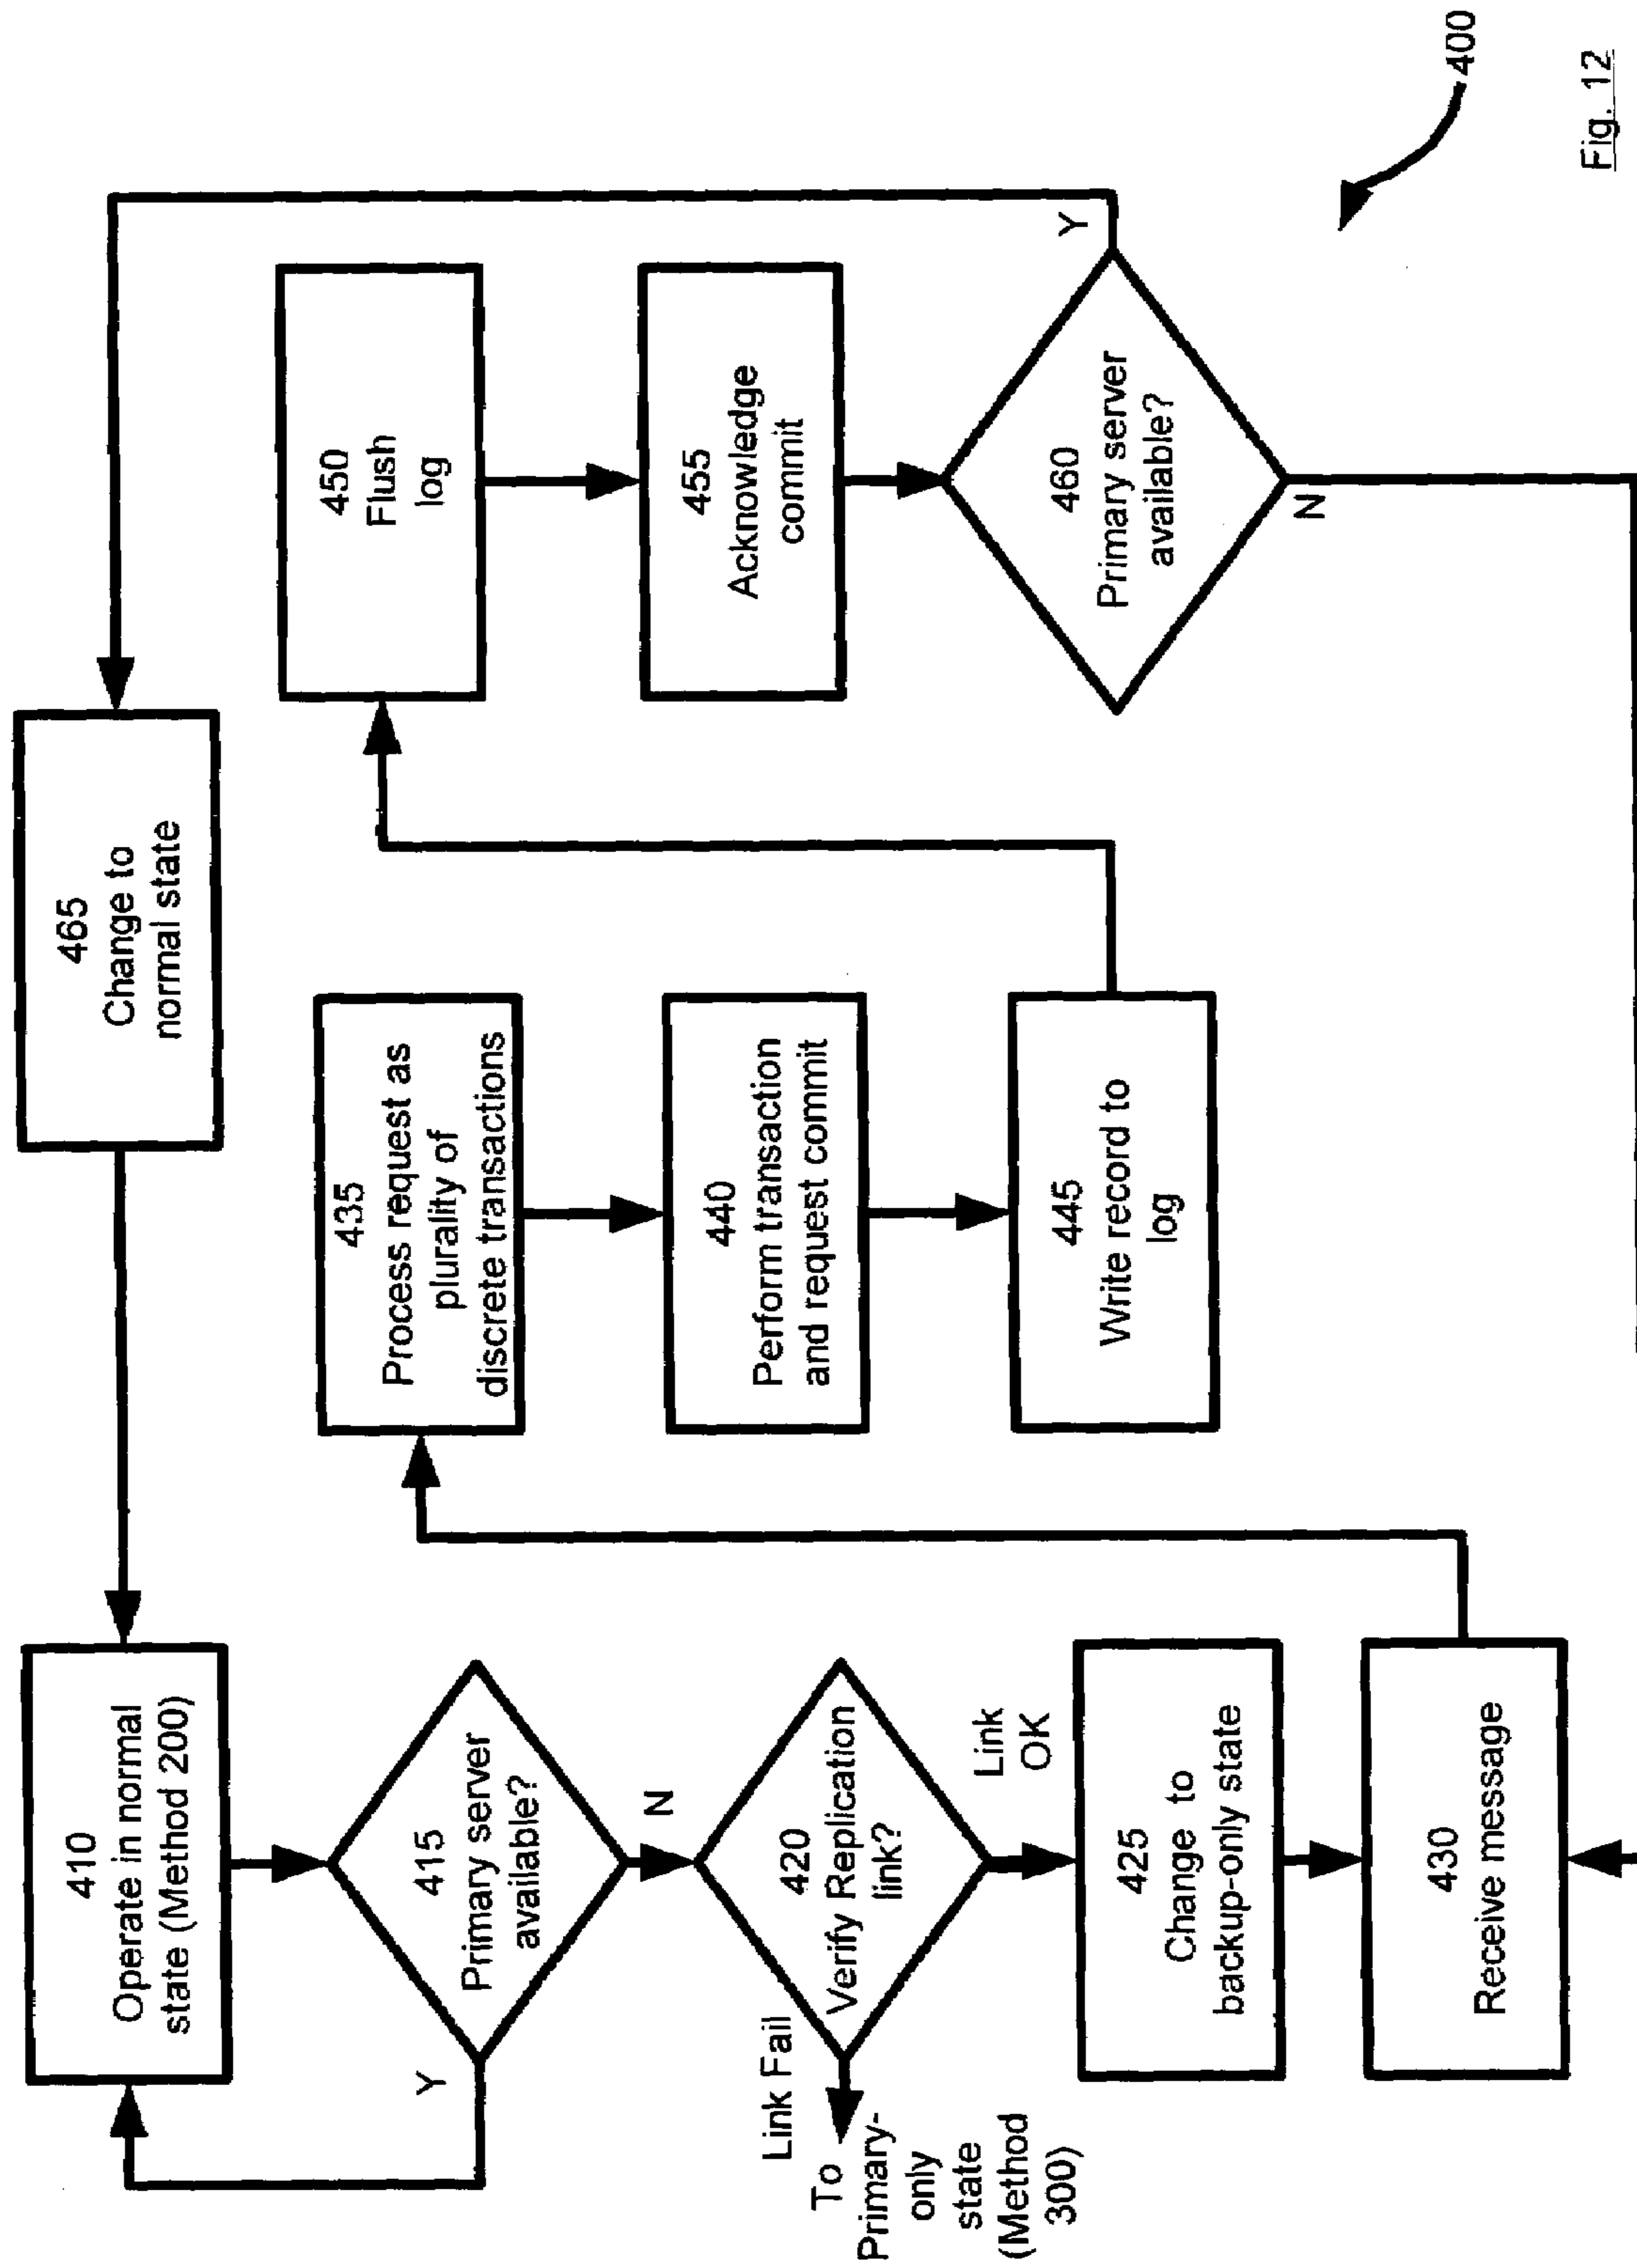 410
Operate in normal
state (Method 200)
Y
415
Primary server
available?
N
Link Fail
To
Primary-
only
state
(Method
300)
420
Verify Replication
link?
Link
OK
425
Change to
backup-only state
430
Receive message
435
Process request as
plurality of
discrete transactions
440
Perform transaction
and request commit
445
Write record to
log
450
Flush
log
455
Acknowledge
commit
460
Primary server
available?
Y
N
465
Change to
normal state
400
Fig. 12